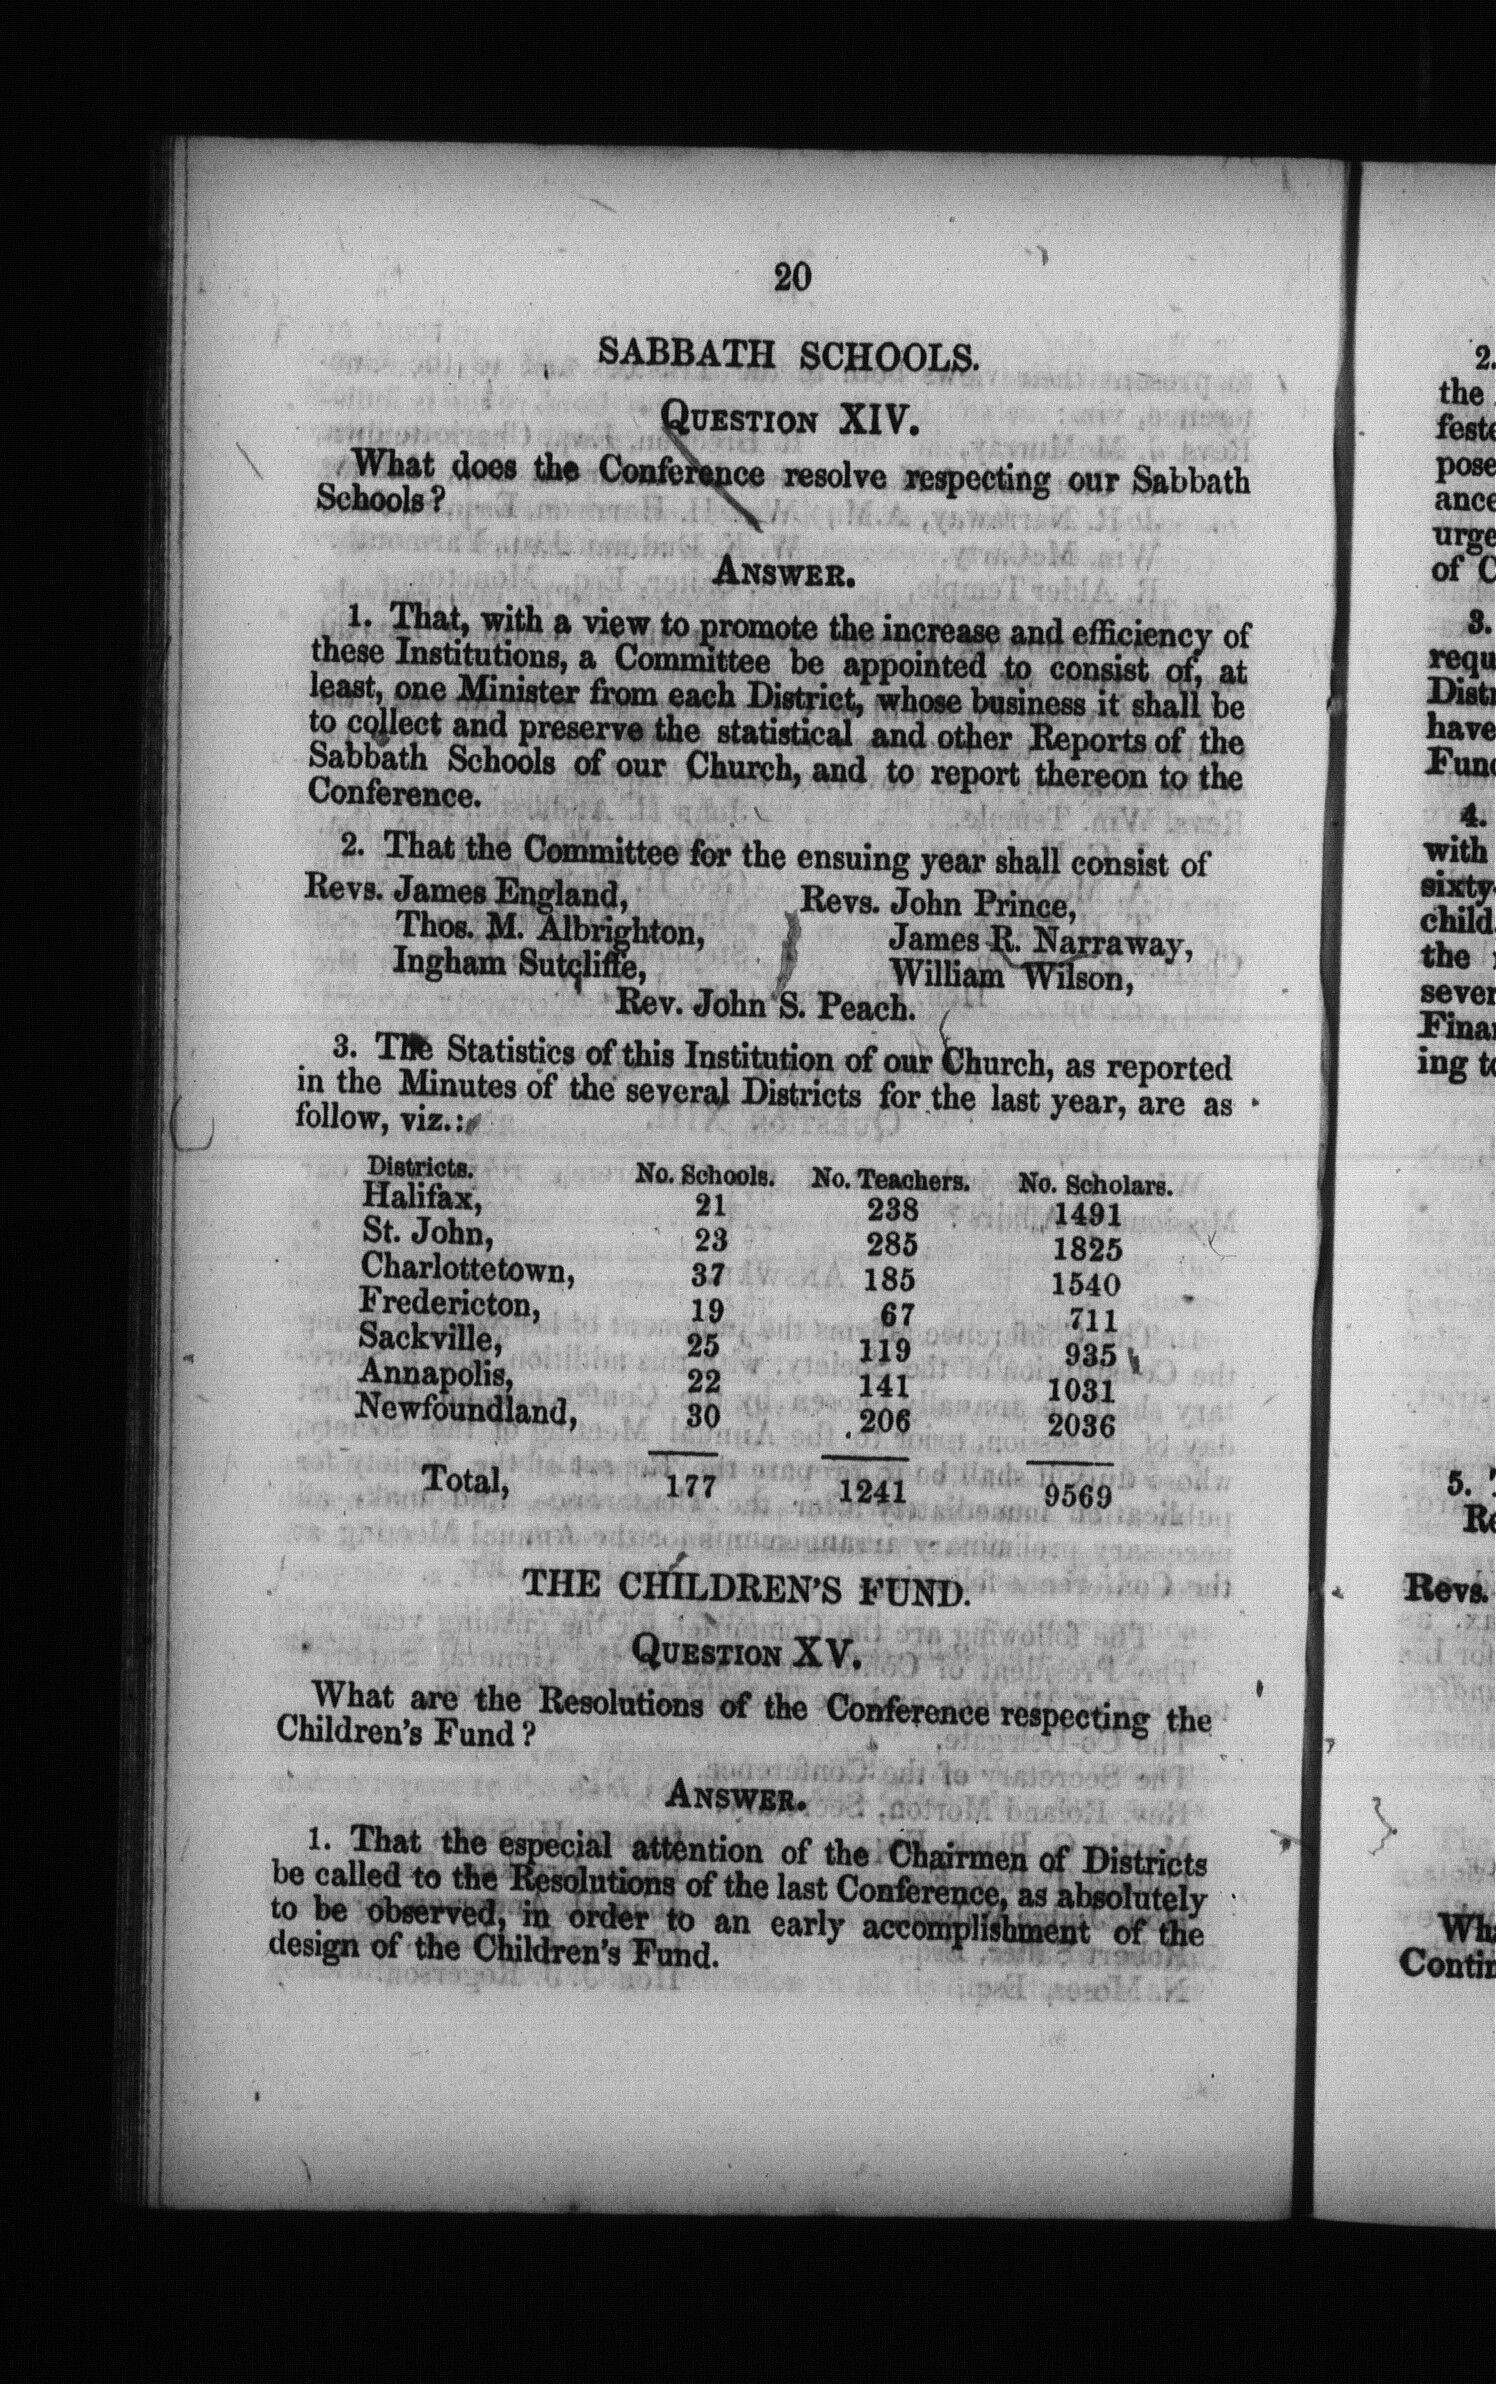 20
SABBATH SCHOOLS.
QUESTION XIV.
What does the Conference resolve respecting our Sabbath
Schools?
ANSWER.
1. That, with a view to promote the increase and efficiency of
these Institutions, a Committee be appointed to consist of, at
least, one Minister from each District, whose business it shall be
to collect and preserve the statistical and other Reports of the
Sabbath Schools of our Church, and to report thereon to the
Conference.
2. That the Committee for the ensuing year shall consist of
Revs. James England, Revs. John Prince,
Thos. M. Albrighton, James R. Narraway,
Ingham Sutcliffe, William Wilson,
Rev. John S. Peach.
3. The Statistics of this Institution of our Church, as reported
in the Minutes of the several Districts for the last year, are as
follow, viz.:
Districts. No. Schools. No. Teachers. No. Scholars.
Halifax, 21 238 1491
St. John, 23 285 1825
Charlottetown, 37 185 1540
Fredericton, 19 67 711
Sackville, 25 119 935
Annapolis, 22 141 1031
Newfoundland, 30 206 2036
Total, 177 1241 9569
THE CHILDREN'S FUND.
QUESTION XV.
What are the Resolutions of the Conference respecting the
Children's Fund?
ANSWER.
1. That the especial attention of the Chairmen of Districts
be called to the Resolutions of the last Conference, as absolutely
to be observed, in order to an early accomplishment of the
design of the Children's Fund.
2.
the
3.
4.
with
sixty-
child.
the
ing
5.
Revs.